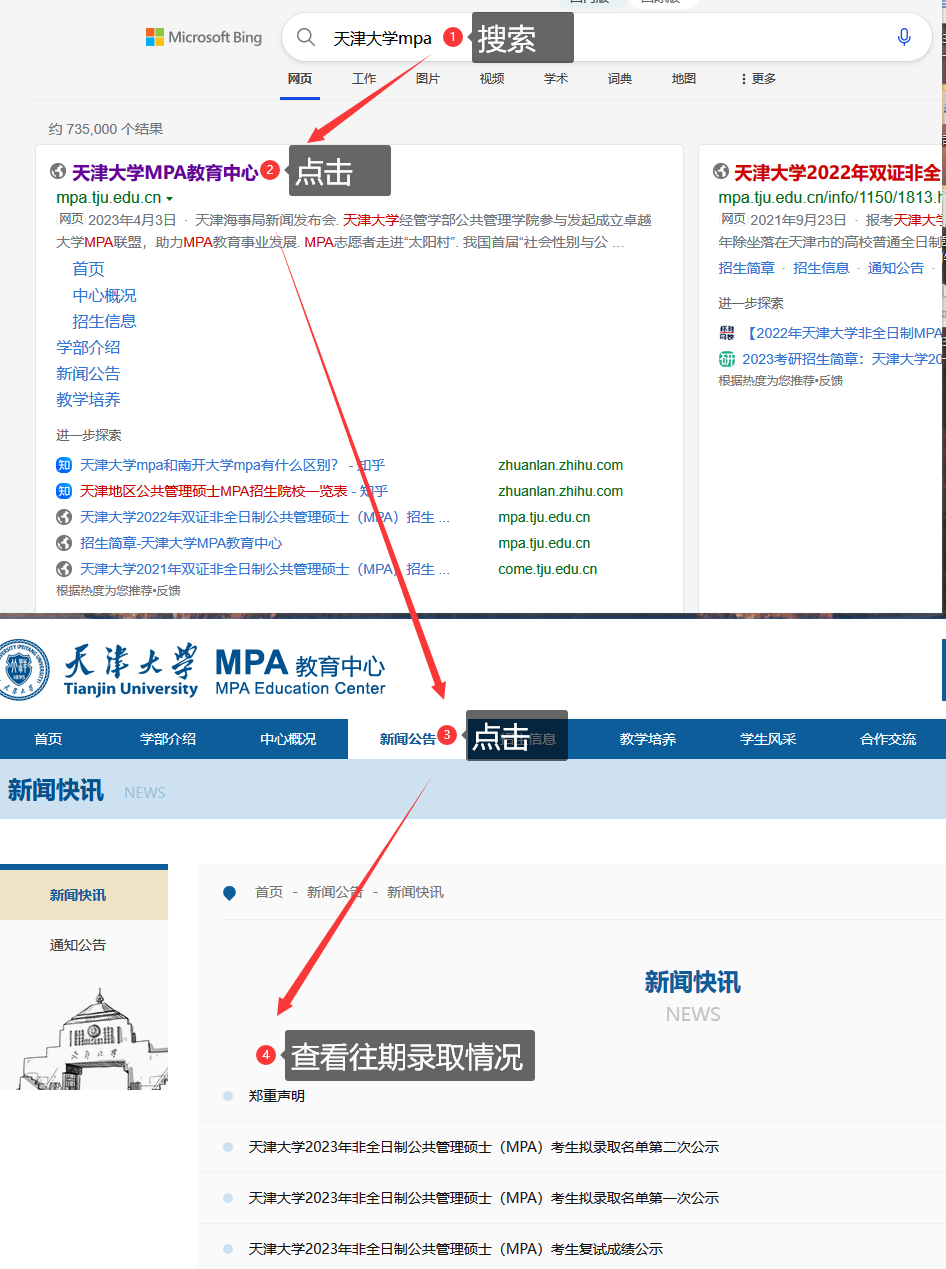 Microsoft Bing
天津大学mpa
1
搜索
网页 工作 图片 视频 学术 词典 地图 更多
约 735,000 个结果
天津大学MPA教育中心
2
点击
mpa.tju.edu.cn
网页 2023年4月3日 · 天津海事局新闻发布会. 天津大学经管学部公共管理学院参与发起成立卓越
大学MPA联盟，助力MPA教育事业发展. MPA志愿者走进“太阳村”. 我国首届“社会性别与公 …
首页
中心概况
招生信息
学部介绍
新闻公告
教学培养
进一步探索
天津大学mpa和南开大学mpa有什么区别? - 知乎 zhuanlan.zhihu.com
天津地区公共管理硕士MPA招生院校一览表 - 知乎 zhuanlan.zhihu.com
天津大学2022年双证非全日制公共管理硕士（MPA）招生 ... mpa.tju.edu.cn
招生简章-天津大学MPA教育中心 mpa.tju.edu.cn
天津大学2021年双证非全日制公共管理硕士（MPA）招生 ... come.tju.edu.cn
根据热度为您推荐•反馈
天津大学2022年双证非全
mpa.tju.edu.cn/info/1150/1813.h
网页 2021年9月23日 · 报考天津大学
年除坐落在天津市的高校普通全日制
招生简章 · 招生信息 · 通知公告 ·
进一步探索
【2022年天津大学非全日制MPA
2023考研招生简章：天津大学20
根据热度为您推荐•反馈
天津大学
Tianjin University
MPA 教育中心
MPA Education Center
首页 学部介绍 中心概况 新闻公告 3 点击 信息 教学培养 学生风采 合作交流
新闻快讯 NEWS
新闻快讯
通知公告
首页 - 新闻公告 - 新闻快讯
新闻快讯
NEWS
4
查看往期录取情况
郑重声明
天津大学2023年非全日制公共管理硕士（MPA）考生拟录取名单第二次公示
天津大学2023年非全日制公共管理硕士（MPA）考生拟录取名单第一次公示
天津大学2023年非全日制公共管理硕士（MPA）考生复试成绩公示